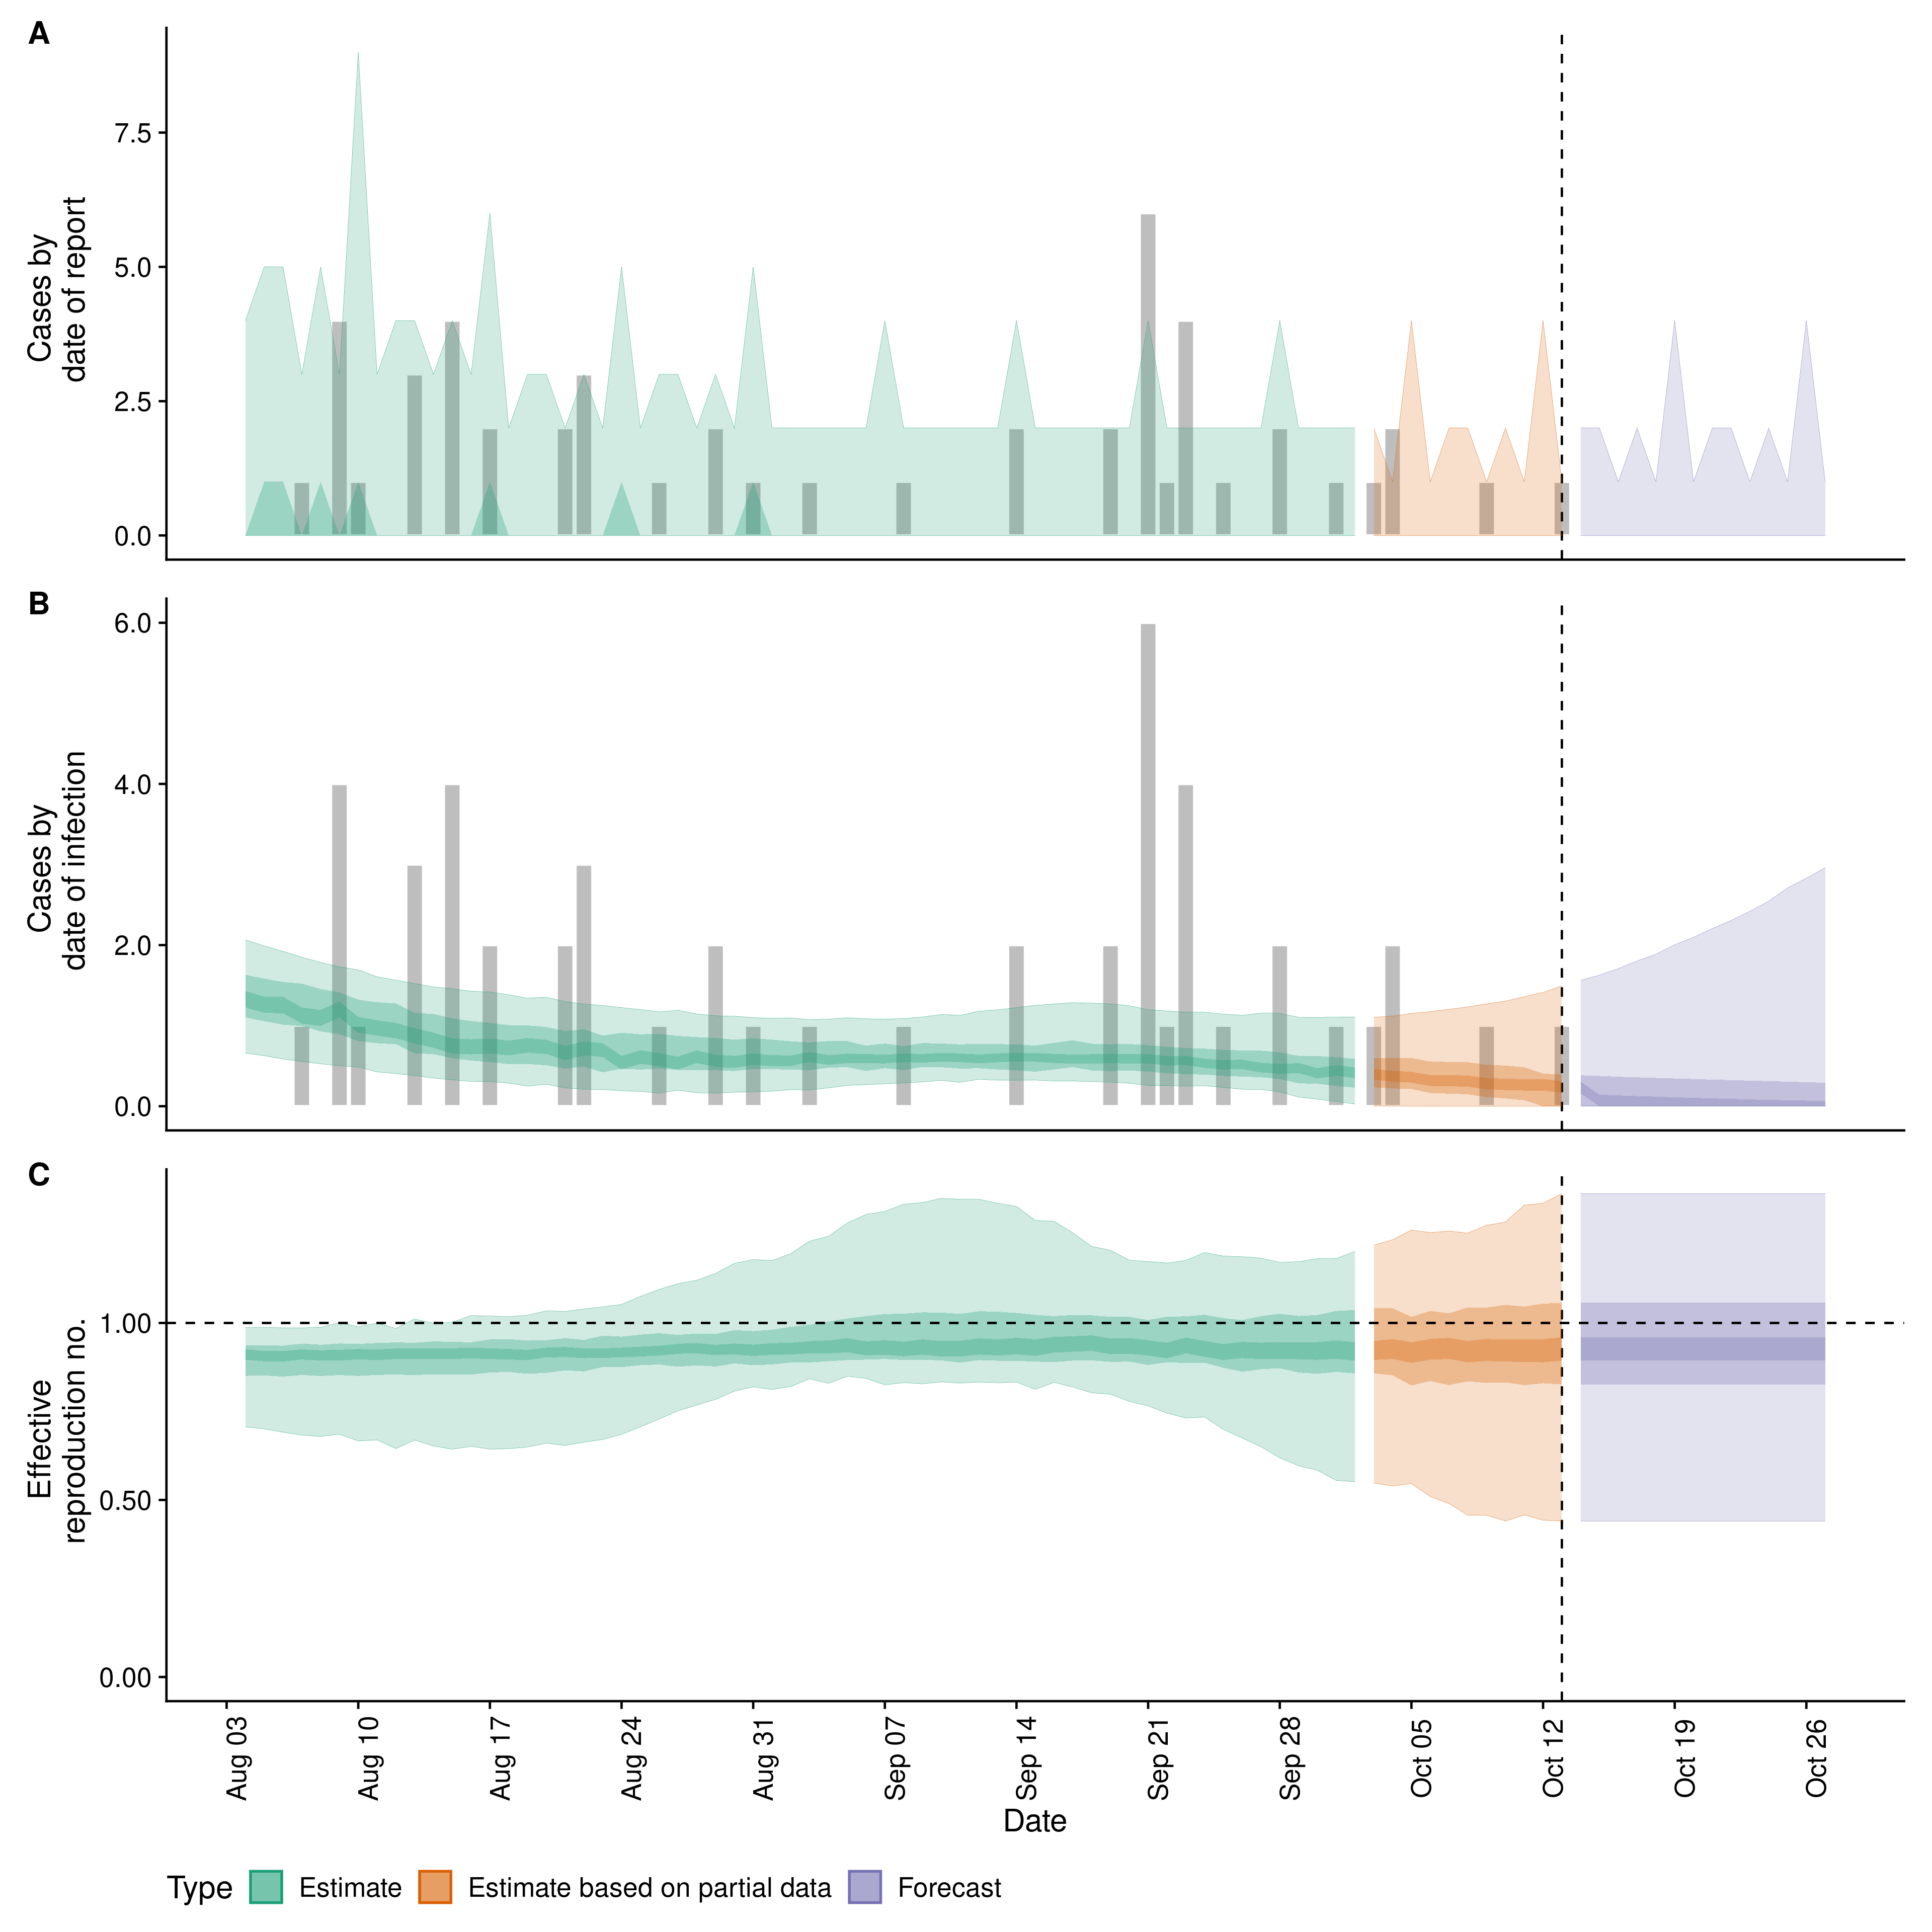 A
Cases by
date of report
7.5
5.0
2.5
0.0
B
Cases by
date of infection
6.0
4.0
2.0
0.0
C
Effective
reproduction no.
1.00
0.50
0.00
Aug 03
Aug 10
Aug 17
Aug 24
Aug 31
Sep 07
Sep 14
Sep 21
Sep 28
Oct 05
Oct 12
Oct 19
Oct 26
Date
Type Estimate Estimate based on partial data Forecast